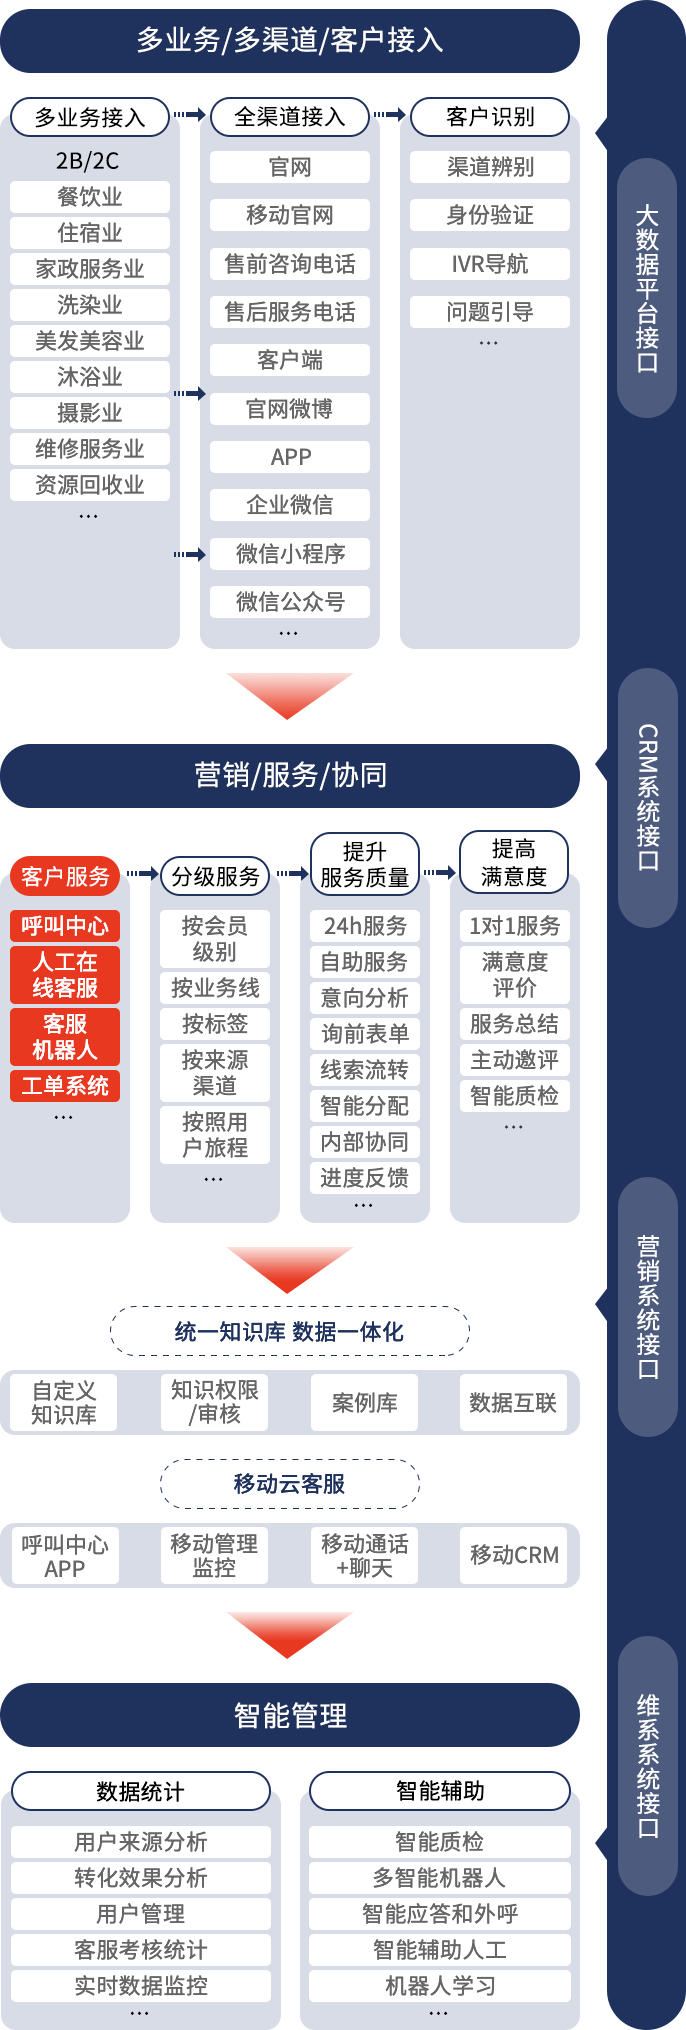 多业务/多渠道/客户接入
多业务接入
2B/2C
餐饮业
住宿业
家政服务业
洗染业
美发美容业
沐浴业
摄影业
维修服务业
资源回收业
...
全渠道接入
官网
移动官网
售前咨询电话
售后服务电话
客户端
官网微博
APP
企业微信
微信小程序
微信公众号
...
客户识别
渠道辨别
身份验证
IVR导航
问题引导
...
营销/服务/协同
客户服务
呼叫中心
人工在
线客服
客服
机器人
工单系统
...
分级服务
按会员
级别
按业务线
按标签
按来源
渠道
按照用
户旅程
...
提升
服务质量
24h服务
自助服务
意向分析
询前表单
线索流转
智能分配
内部协同
进度反馈
...
提高
满意度
1对1服务
满意度
评价
服务总结
主动邀评
智能质检
...
统一知识库 数据一体化
自定义
知识库
知识权限
/审核
案例库
数据互联
移动云客服
呼叫中心
APP
移动管理
监控
移动通话
+聊天
移动CRM
智能管理
数据统计
用户来源分析
转化效果分析
用户管理
客服考核统计
实时数据监控
...
智能辅助
智能质检
多智能机器人
智能应答和外呼
智能辅助人工
机器人学习
...
大数据平台接口
CRM系统接口
营销系统接口
维系系统接口